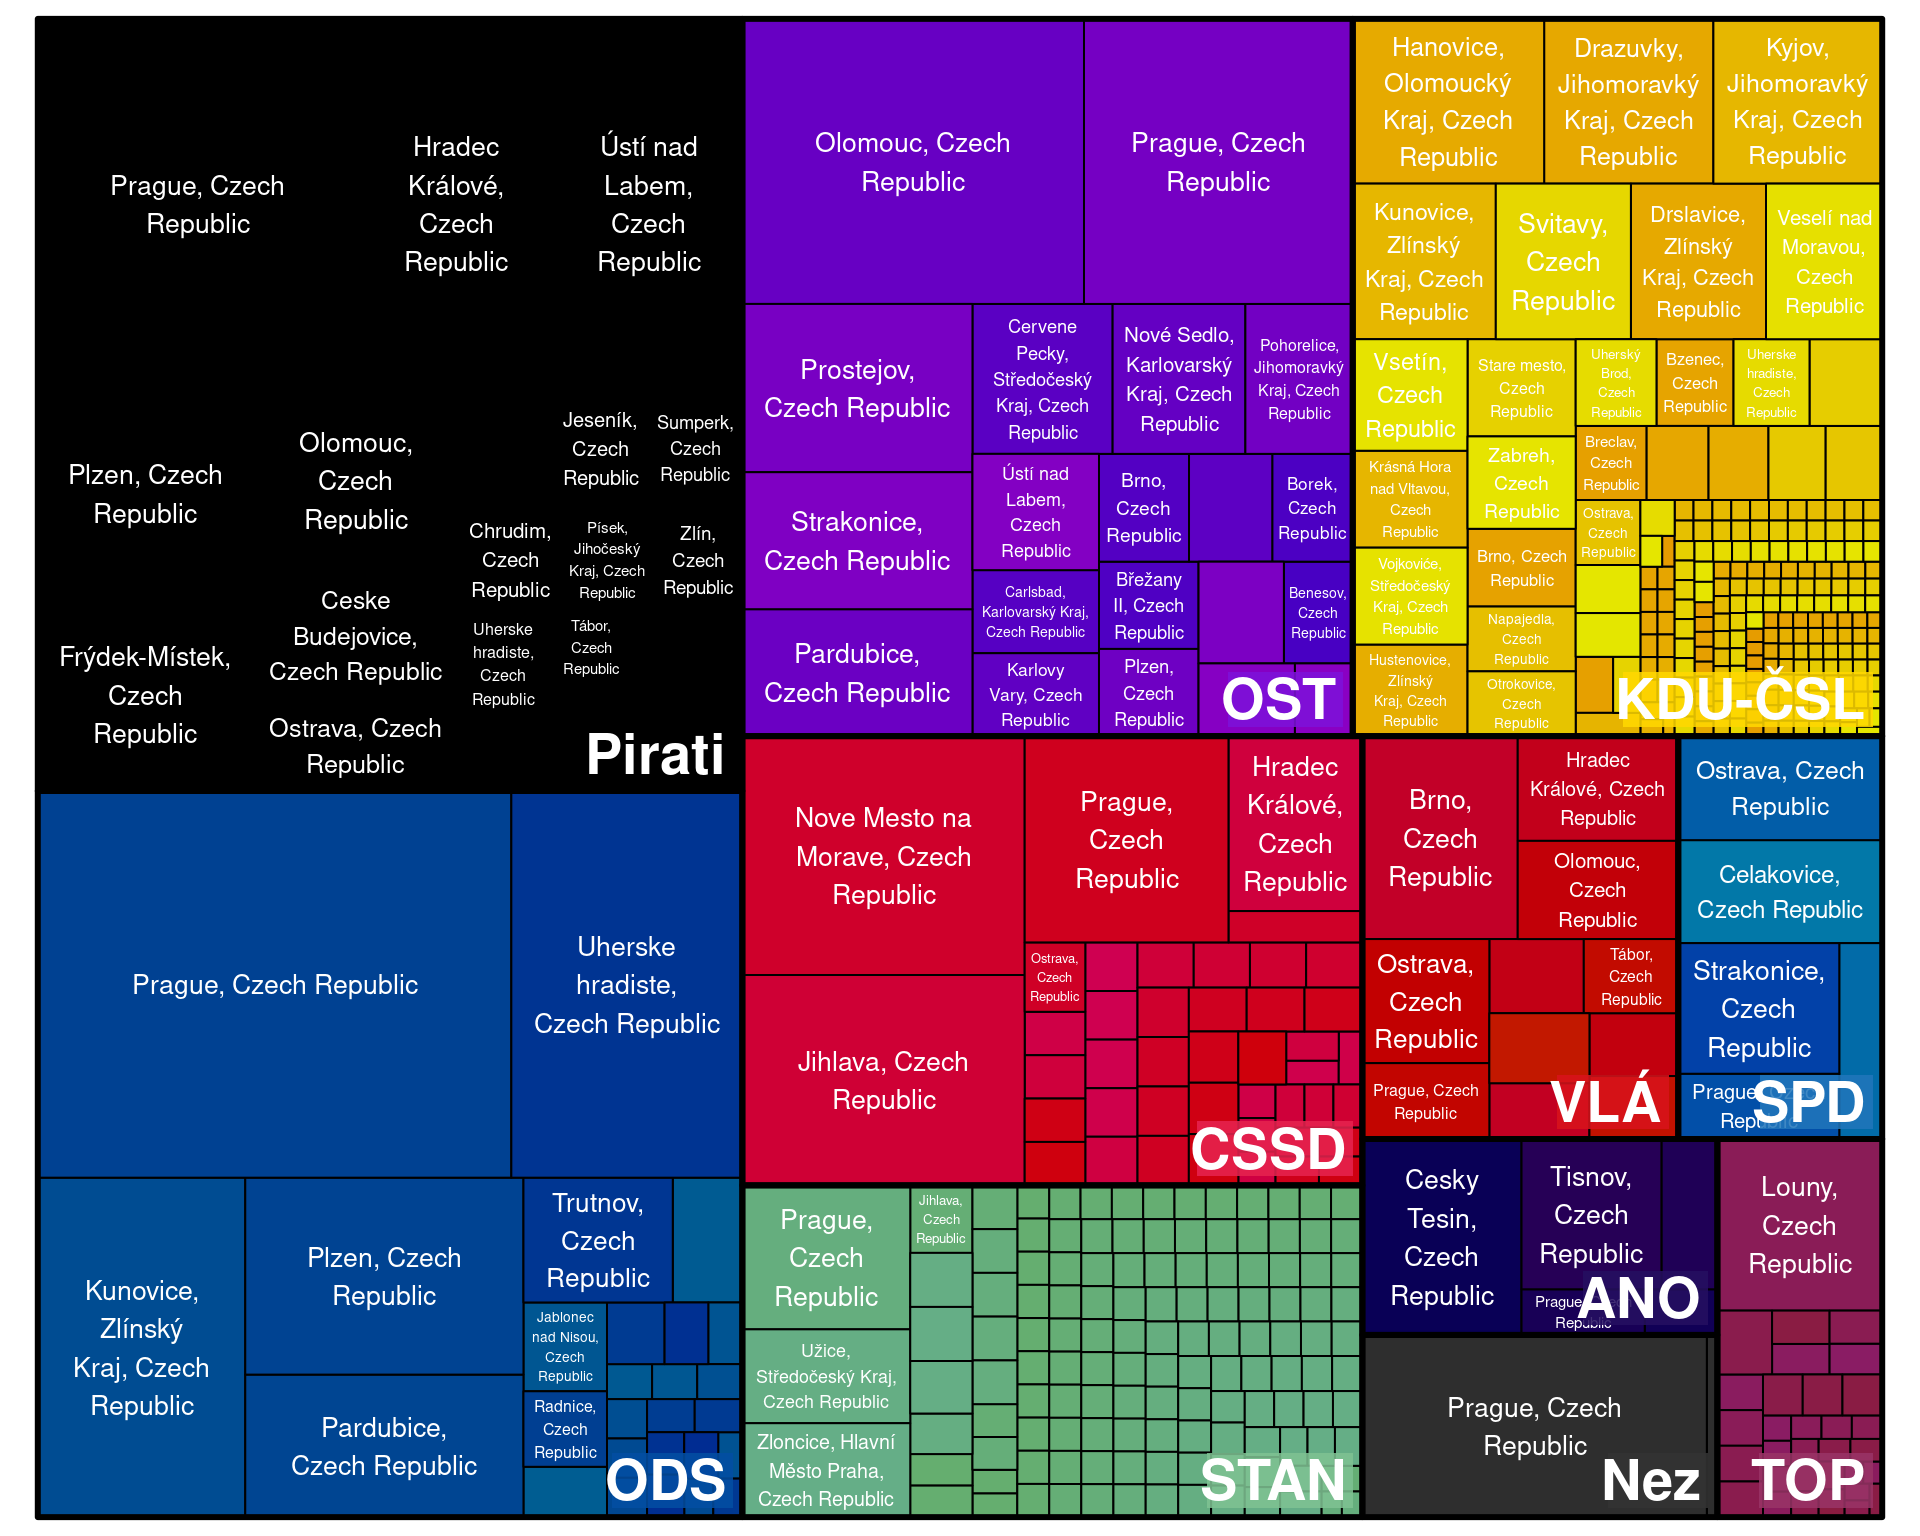 Prague, Czech
Republic
Hradec
Králové,
Czech
Republic
Ústí nad
Labem,
Czech
Republic
Plzen, Czech
Republic
Olomouc,
Czech
Republic
Jeseník,
Czech
Republic
Sumperk,
Czech
Republic
Chrudim,
Czech
Republic
Písek,
Jihočeský
Kraj, Czech
Republic
Zlín,
Czech
Republic
Frýdek-Místek,
Czech
Republic
Ceske
Budejovice,
Czech Republic
Uherske
hradiste,
Czech
Republic
Tábor,
Czech
Republic
Ostrava, Czech
Republic
Pirati
Olomouc, Czech
Republic
Prague, Czech
Republic
Prostejov,
Czech Republic
Cervene
Pecky,
Středočeský
Kraj, Czech
Republic
Nové Sedlo,
Karlovarský
Kraj, Czech
Republic
Pohorelice,
Jihomoravký
Kraj, Czech
Republic
Strakonice,
Czech Republic
Ústí nad
Labem,
Czech
Republic
Brno,
Czech
Republic
Borek,
Czech
Republic
Carlsbad,
Karlovarský Kraj,
Czech Republic
Břežany
II, Czech
Republic
Benesov,
Czech
Republic
Pardubice,
Czech Republic
Karlovy
Vary, Czech
Republic
Plzen,
Czech
Republic
OST
Hanovice,
Olomoucký
Kraj, Czech
Republic
Drazuvky,
Jihomoravký
Kraj, Czech
Republic
Kyjov,
Jihomoravký
Kraj, Czech
Republic
Kunovice,
Zlínský
Kraj, Czech
Republic
Svitavy,
Czech
Republic
Drslavice,
Zlínský
Kraj, Czech
Republic
Veselí nad
Moravou,
Czech
Republic
Vsetín,
Czech
Republic
Stare mesto,
Czech
Republic
Uherský
Brod,
Czech
Republic
Bzenec,
Czech
Republic
Uherske
hradiste,
Czech
Republic
Krásná Hora
nad Vltavou,
Czech
Republic
Zabreh,
Czech
Republic
Breclav,
Czech
Republic
Ostrava,
Czech
Republic
Vojkoviče,
Středočeský
Kraj, Czech
Republic
Brno, Czech
Republic
Napajedla,
Czech
Republic
Hustenovice,
Zlínský
Kraj, Czech
Republic
Otrokovice,
Czech
Republic
KDU-ČSL
Prague, Czech Republic
Uherske
hradiste,
Czech Republic
Kunovice,
Zlínský
Kraj, Czech
Republic
Plzen, Czech
Republic
Pardubice,
Czech Republic
Trutnov,
Czech
Republic
Jablonec
nad Nisou,
Czech
Republic
Radnice,
Czech
Republic
ODS
Nove Mesto na
Morave, Czech
Republic
Prague,
Czech
Republic
Hradec
Králové,
Czech
Republic
Jihlava, Czech
Republic
Ostrava,
Czech
Republic
CSSD
Brno,
Czech
Republic
Hradec
Králové, Czech
Republic
Olomouc,
Czech
Republic
Ostrava,
Czech
Republic
Tábor,
Czech
Republic
Prague, Czech
Republic
VLÁ
Ostrava, Czech
Republic
Celakovice,
Czech Republic
Strakonice,
Czech
Republic
Prague
SPD
Prague,
Czech
Republic
Jihlava,
Czech
Republic
Užice,
Středočeský Kraj,
Czech Republic
Zloncice, Hlavní
Město Praha,
Czech Republic
STAN
Cesky
Tesin,
Czech
Republic
Tisnov,
Czech
Republic
Prague
Republic
ANO
Prague, Czech
Republic
Nez
Louny,
Czech
Republic
TOP